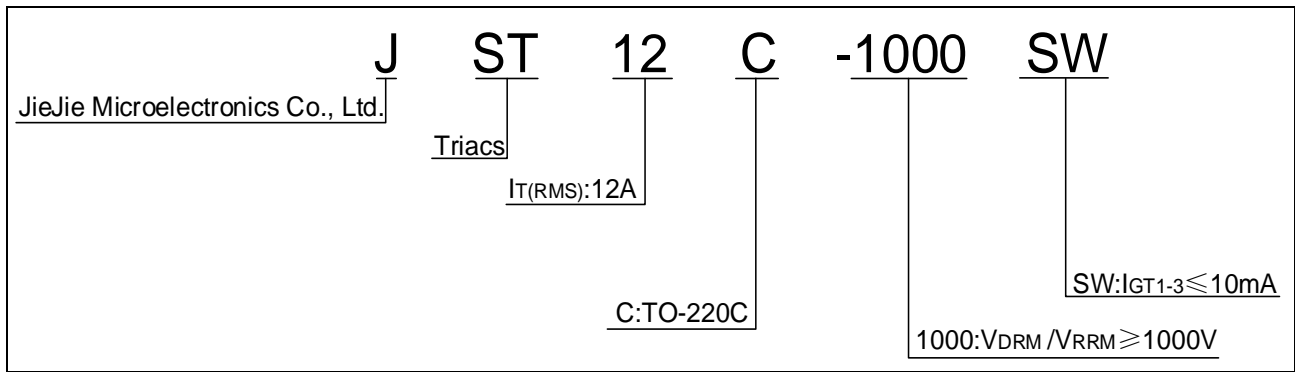 J ST 12 C -1000 SW
JieJie Microelectronics Co., Ltd.
Triacs
IT(RMS):12A
SW:IGT1-3≤10mA
C:TO-220C
1000:VDRM /VRRM≥1000V